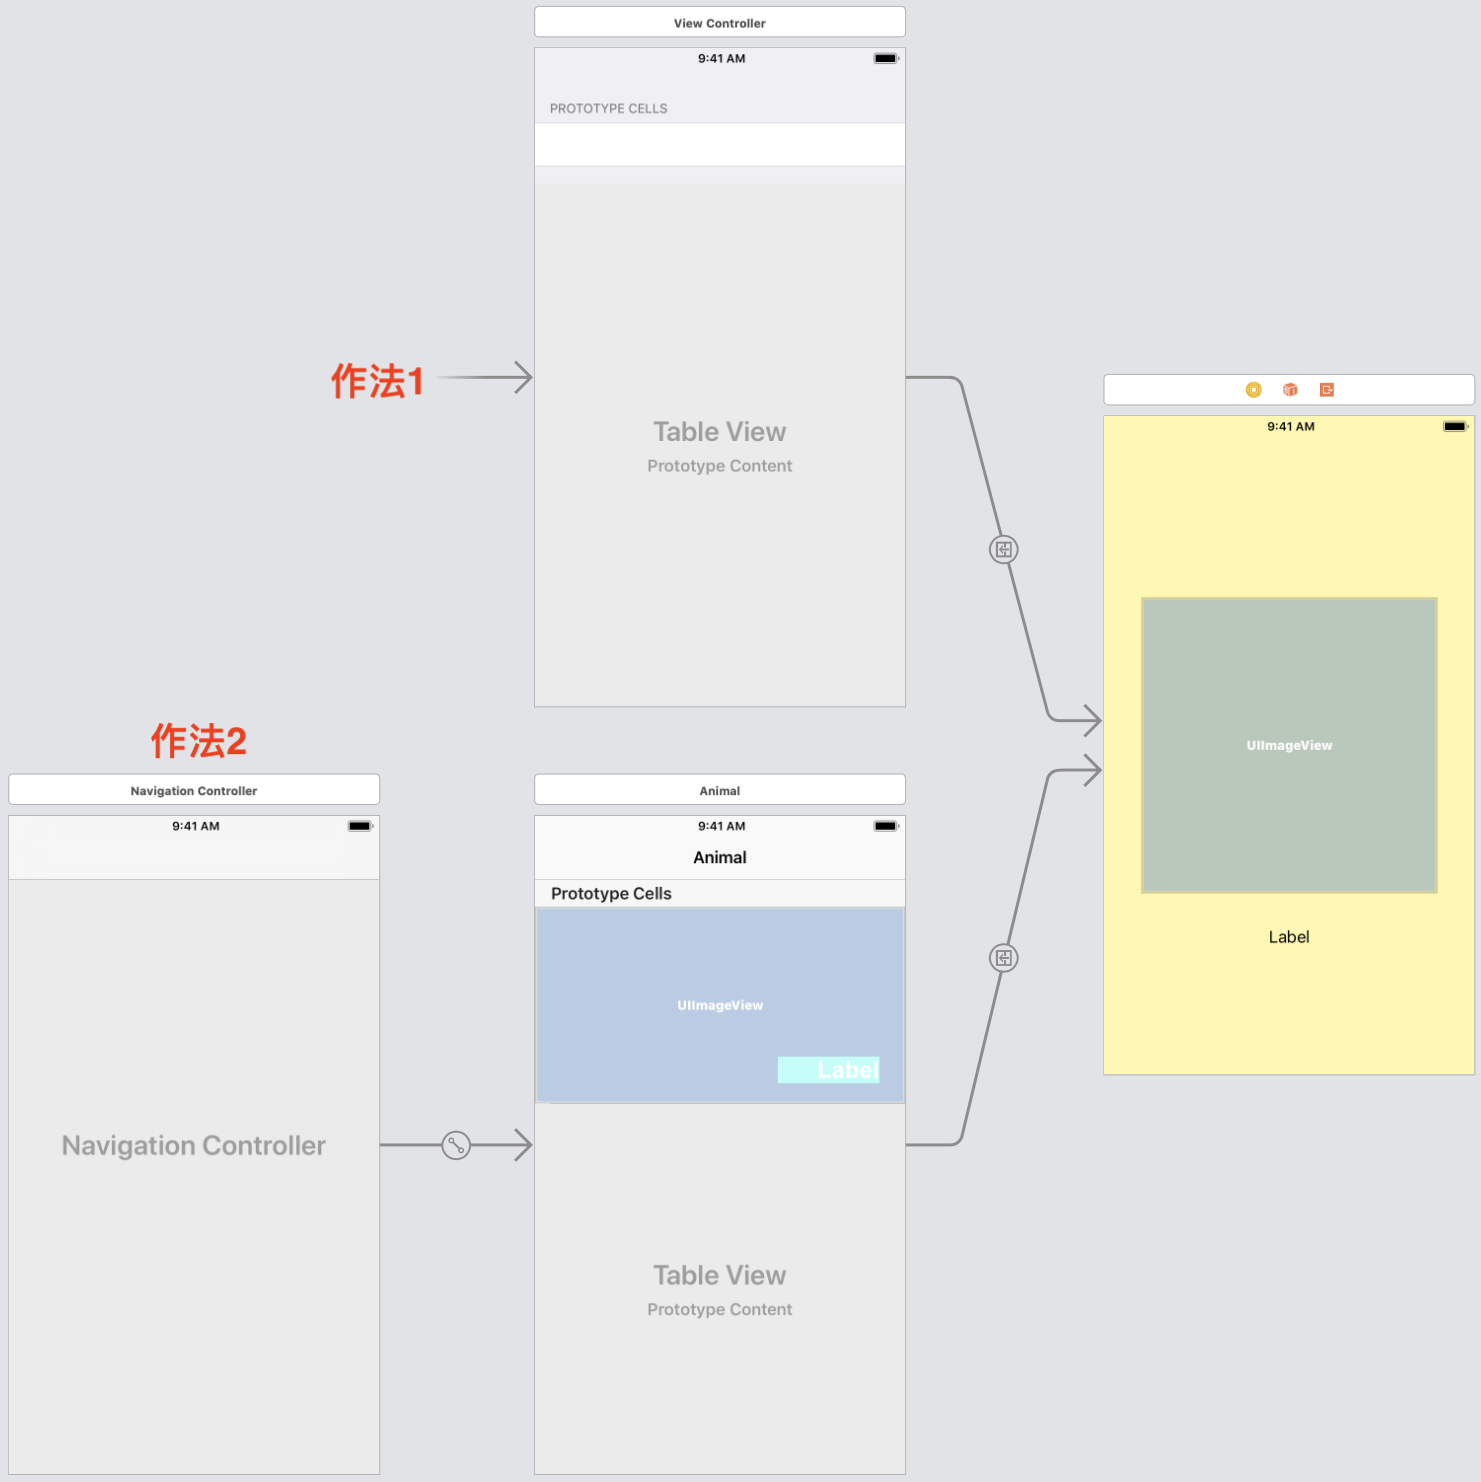 View Controller
9:41 AM
PROTOTYPE CELLS
作法1
Table View
Prototype Content
9:41 AM
UIImageView
Label
作法2
Navigation Controller
9:41 AM
Navigation Controller
Animal
9:41 AM
Animal
Prototype Cells
UIImageView
Label
Table View
Prototype Content